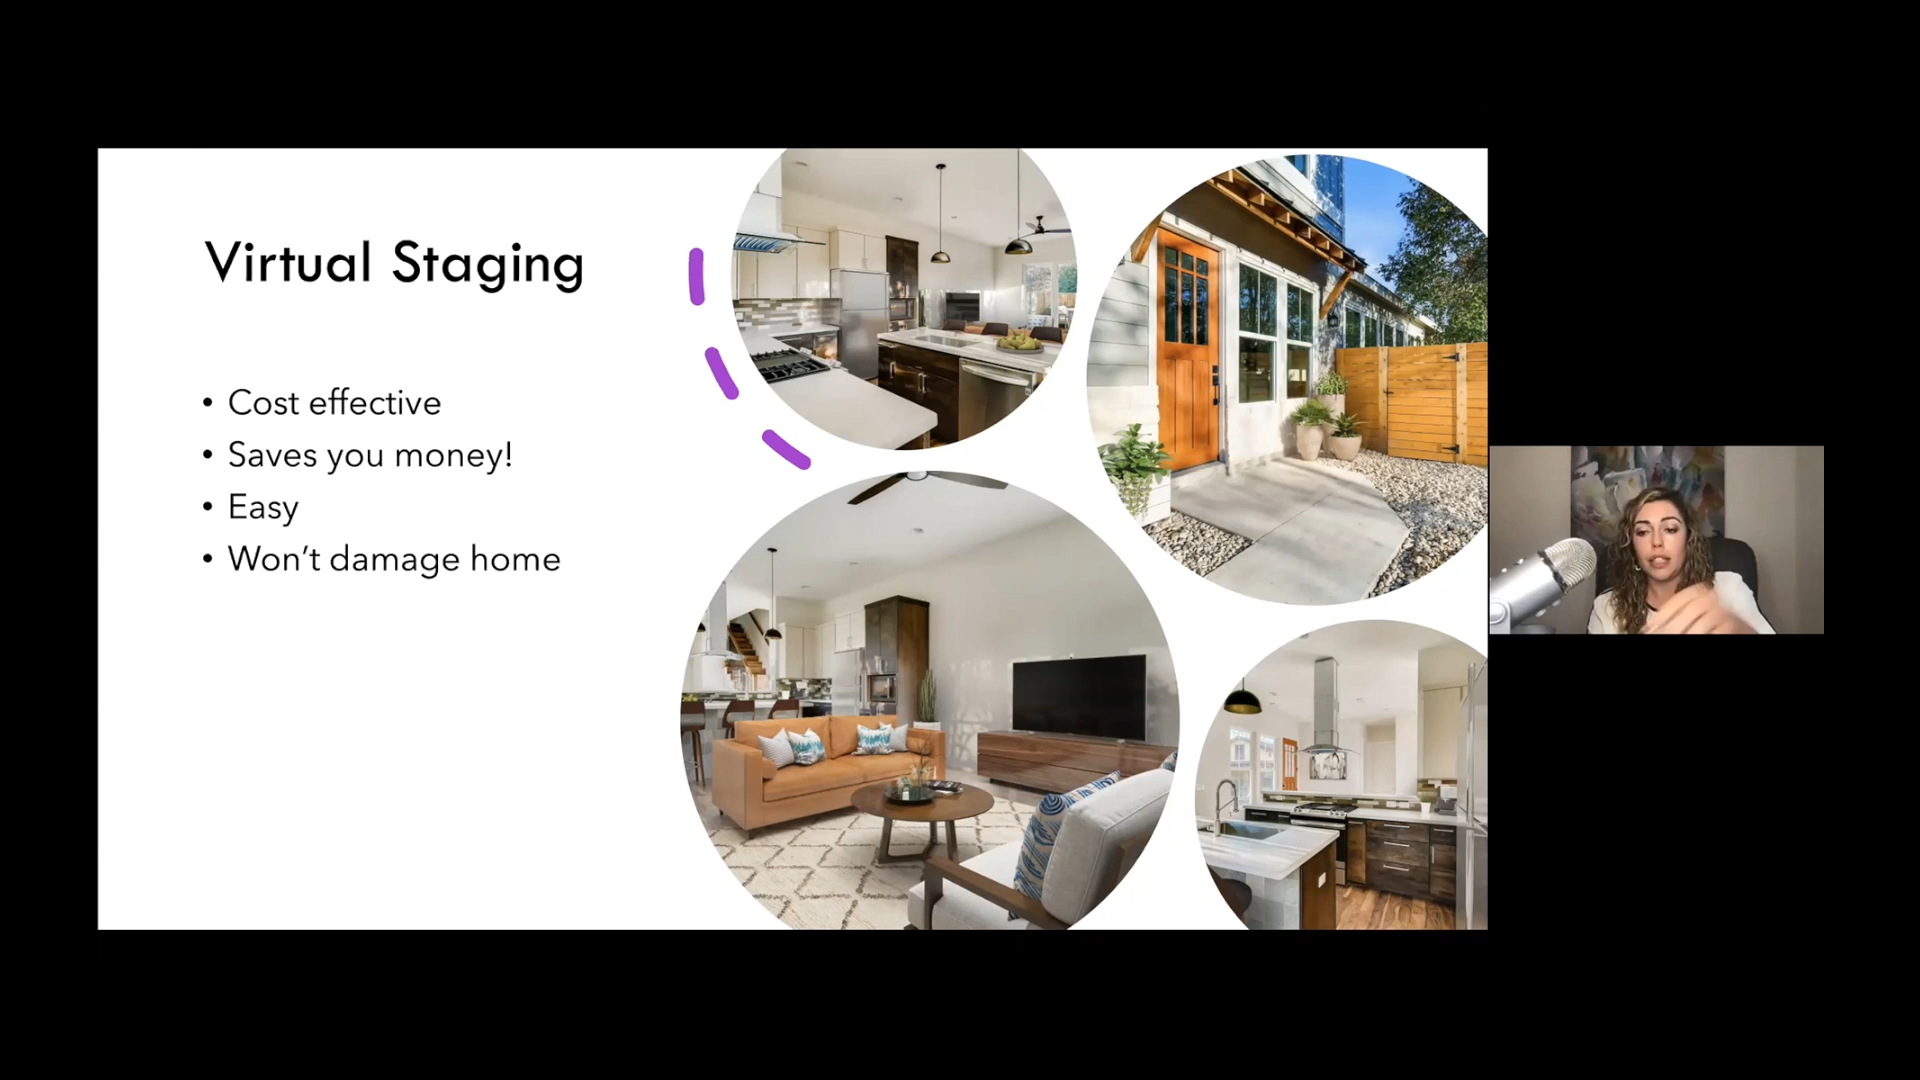 Virtual Staging
• Cost effective
• Saves you money!
• Easy
• Won’t damage home